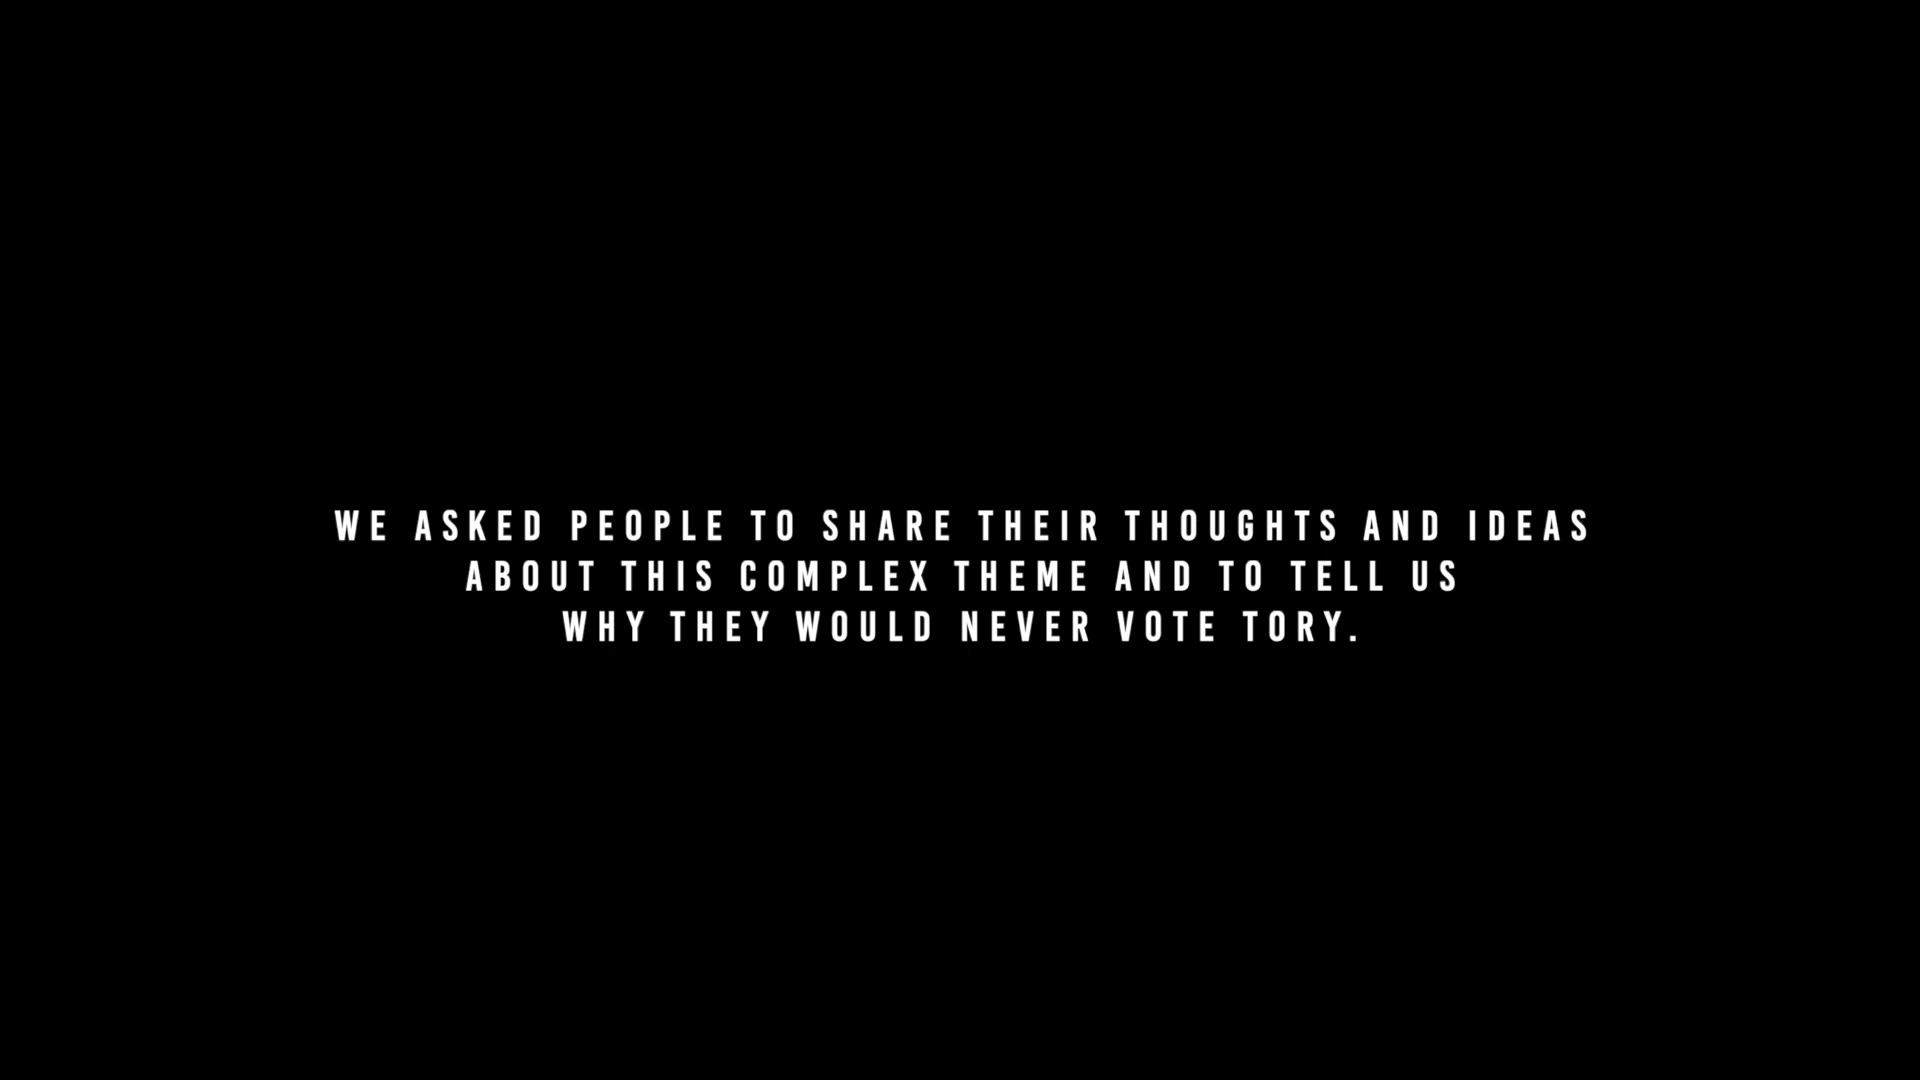 WE ASKED PEOPLE TO SHARE THEIR THOUGHTS AND IDEAS
ABOUT THIS COMPLEX THEME AND TO TELL US
WHY THEY WOULD NEVER VOTE TORY.